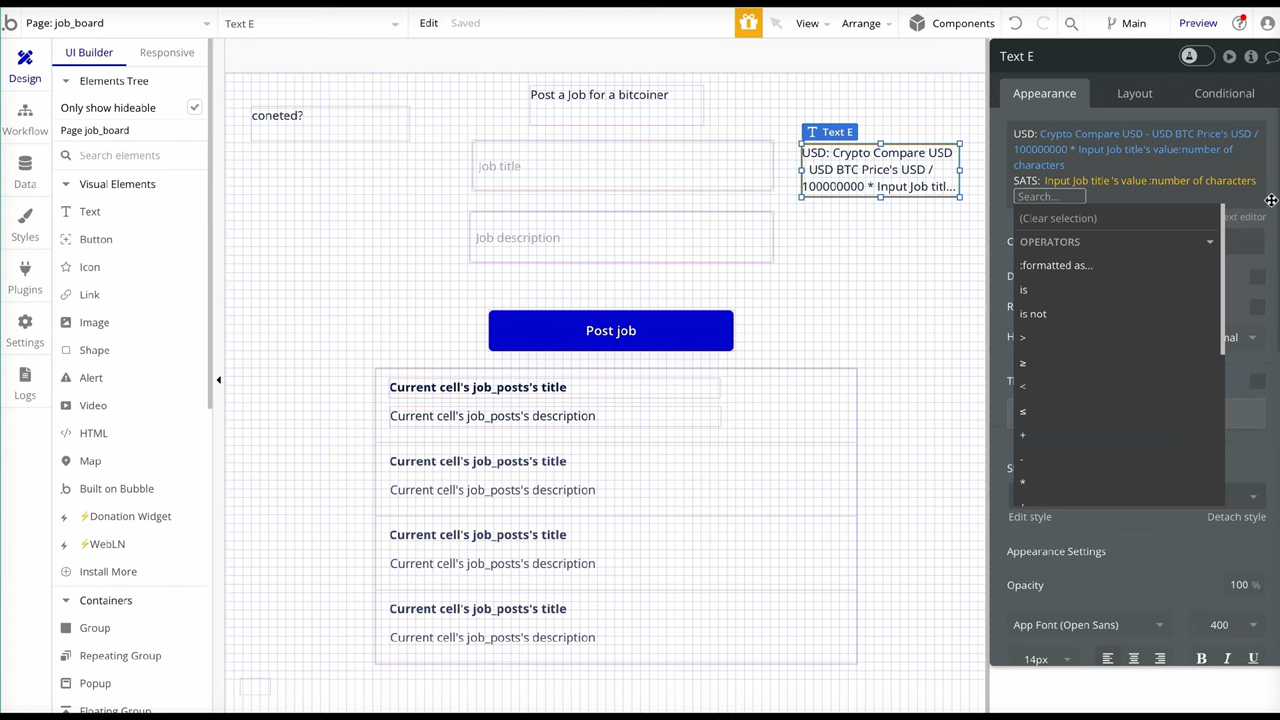 Page: job_board
Text E
Edit
Saved
View
Arrange
Components
Main
Preview
Design
Workflow
Data
Styles
Plugins
Settings
Logs
UI Builder
Responsive
Elements Tree
Only show hideable
Page job_board
Search elements
Visual Elements
Text
Button
Icon
Link
Image
Shape
Alert
Video
HTML
Map
Built on Bubble
⚡Donation Widget
⚡WebLN
Install More
Containers
Group
Repeating Group
Popup
Floating Group
coneted?
Post a Job for a bitcoiner
Job title
Job description
Text E
USD: Crypto Compare USD
- USD BTC Price's USD /
100000000 * Input Job titl...
Post job
Current cell's job_posts's title
Current cell's job_posts's description
Current cell's job_posts's title
Current cell's job_posts's description
Current cell's job_posts's title
Current cell's job_posts's description
Current cell's job_posts's title
Current cell's job_posts's description
Text E
Appearance
Layout
Conditional
USD: Crypto Compare USD - USD BTC Price's USD /
100000000 * Input Job title's value:number of
characters
SATS: Input Job title 's value :number of characters
Search...
(Clear selection)
OPERATORS
:formatted as...
is
is not
>
≥
<
≤
+
-
*
Edit style
Detach style
Appearance Settings
Opacity
100 %
App Font (Open Sans)
400
14px
B
I
U